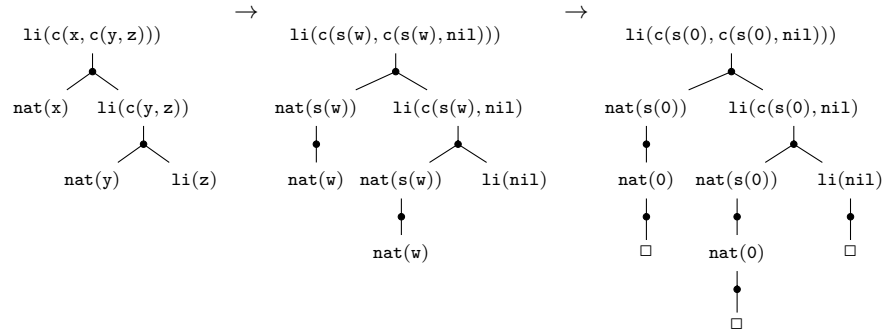 → →
li(c(x, c(y, z))) li(c(s(w), c(s(w), nil))) li(c(s(0), c(s(0), nil)))
nat(x) li(c(y, z)) nat(s(w)) li(c(s(w), nil) nat(s(0)) li(c(s(0), nil)
nat(y) li(z) nat(w) nat(s(w)) li(nil) nat(0) nat(s(0)) li(nil)
nat(w) □ nat(0) □
□